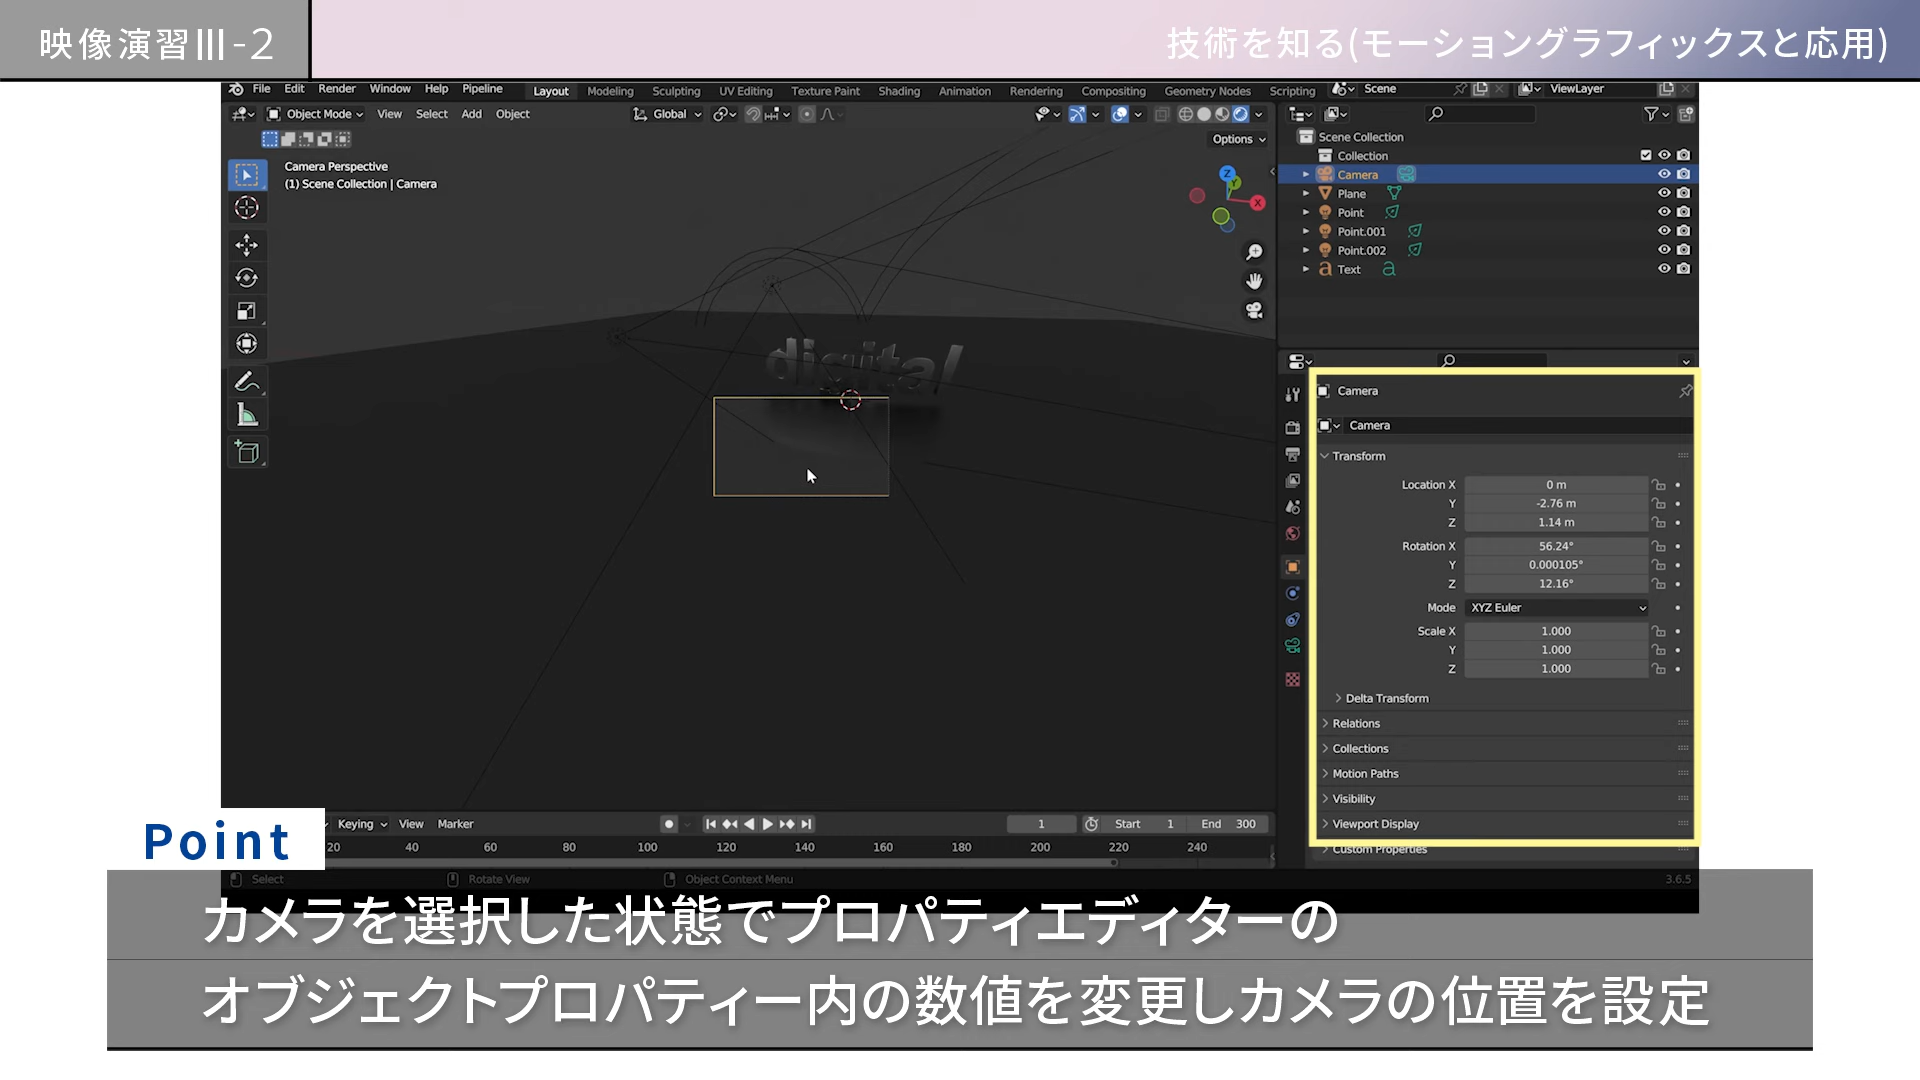 映像演習Ⅲ-2
技術を知る(モーショングラフィックスと応用)
File Edit Render Window Help Pipeline Layout Modeling Sculpting UV Editing Texture Paint Shading Animation Rendering Compositing Geometry Nodes Scripting Scene ViewLayer
Object Mode View Select Add Object Global
Options
Camera Perspective
(1) Scene Collection | Camera
Z
Y
X
digital
Scene Collection
Collection
Camera
Plane
Point
Point.001
Point.002
Text
Camera
Camera
Transform
Location X 0 m
Y -2.76 m
Z 1.14 m
Rotation X 56.24°
Y 0.000105°
Z 12.16°
Mode XYZ Euler
Scale X 1.000
Y 1.000
Z 1.000
Delta Transform
Relations
Collections
Motion Paths
Visibility
Viewport Display
Custom Properties
Keying View Marker 1 Start 1 End 300
20 40 60 80 100 120 140 160 180 200 220 240
Select Rotate View Object Context Menu 3.6.5
Point
カメラを選択した状態でプロパティエディターの
オブジェクトプロパティー内の数値を変更しカメラの位置を設定